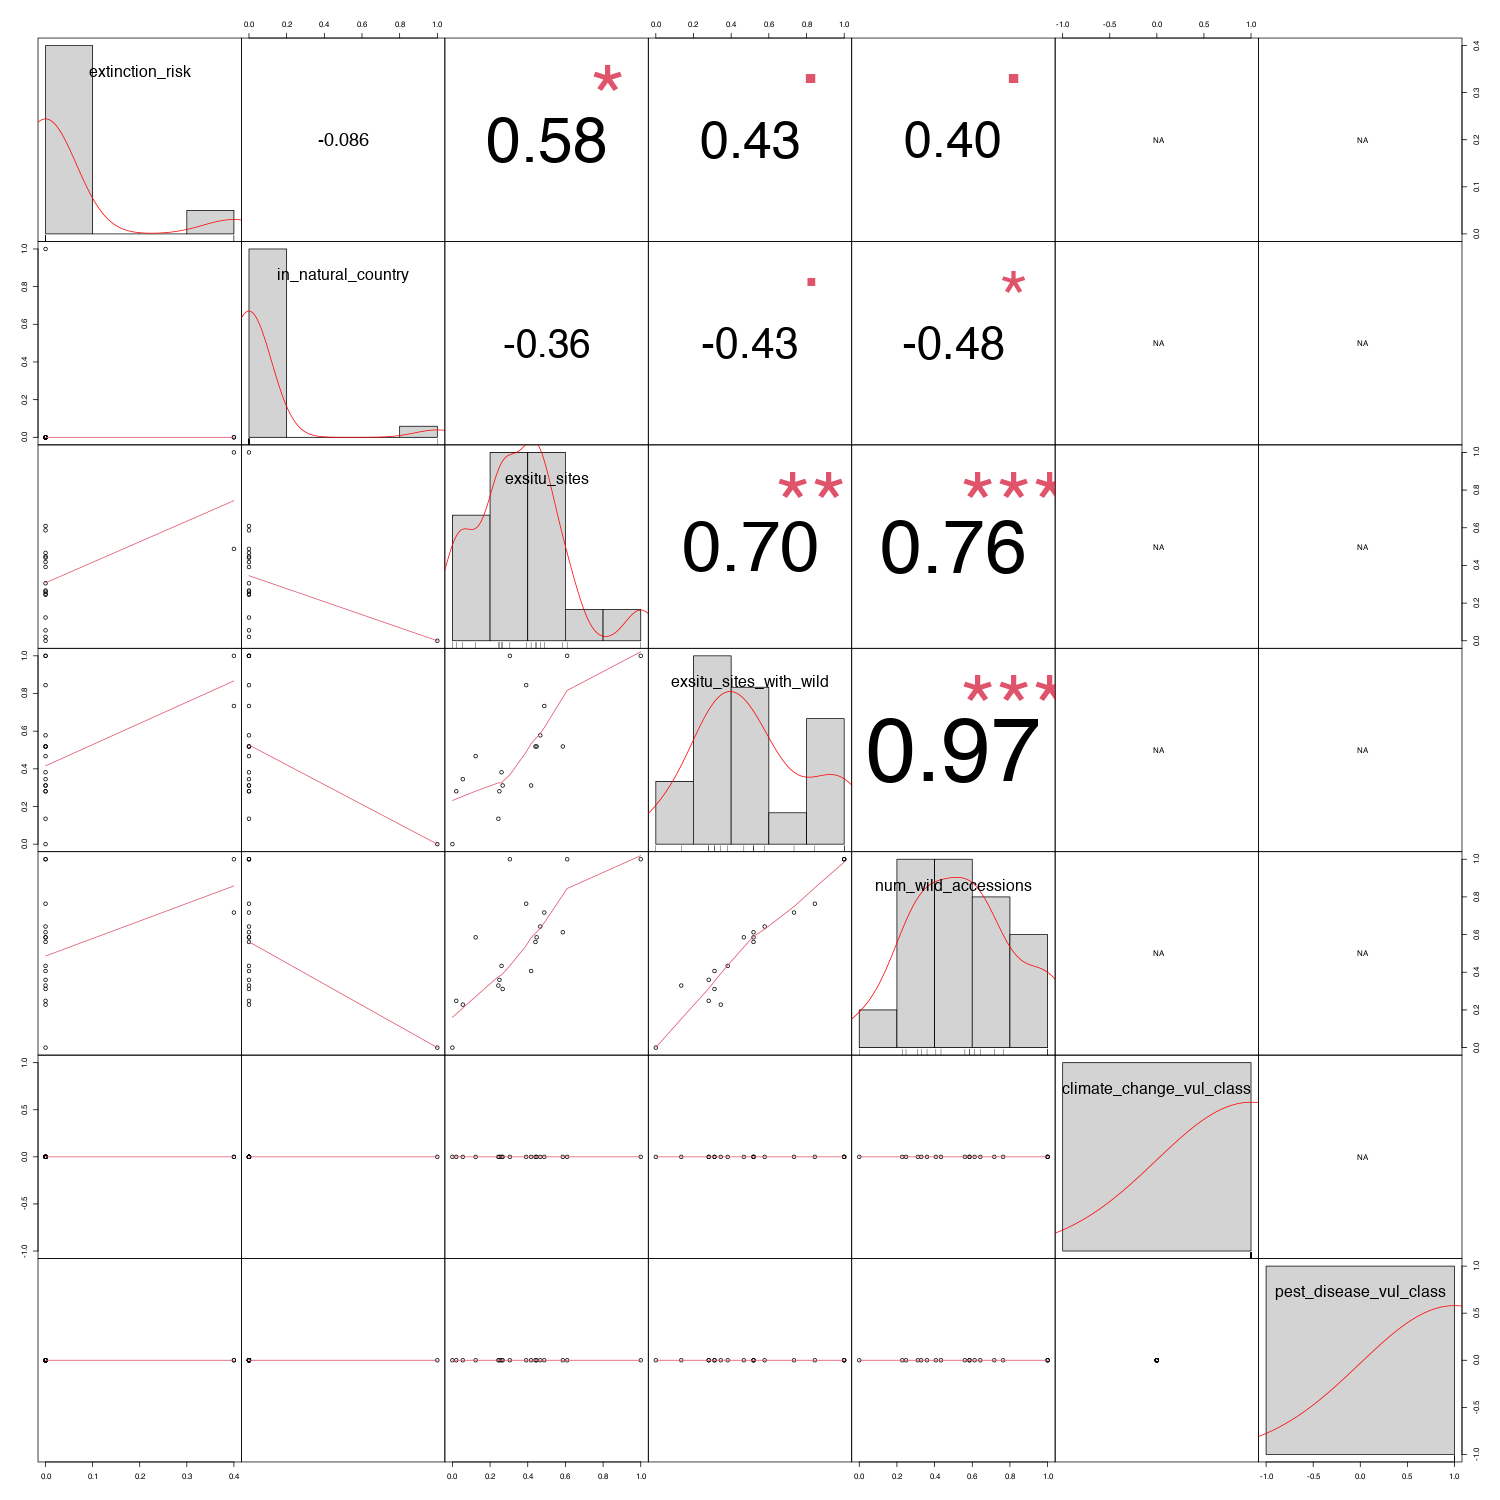 0.0 0.2 0.4 0.6 0.8 1.0 0.0 0.2 0.4 0.6 0.8 1.0 -1.0 -0.5 0.0 0.5 1.0
extinction_risk -0.086 0.58 * 0.43 . 0.40 . NA NA 0.0 0.1 0.2 0.3 0.4
0.0 0.2 0.4 0.6 0.8 1.0 in_natural_country -0.36 -0.43 . -0.48 * NA NA
exsitu_sites 0.70 ** 0.76 *** NA NA 0.0 0.2 0.4 0.6 0.8 1.0
0.0 0.2 0.4 0.6 0.8 1.0 exsitu_sites_with_wild 0.97 *** NA NA
num_wild_accessions NA NA 0.0 0.2 0.4 0.6 0.8 1.0
-1.0 -0.5 0.0 0.5 1.0 climate_change_vul_class NA
pest_disease_vul_class -1.0 -0.5 0.0 0.5 1.0
0.0 0.1 0.2 0.3 0.4 0.0 0.2 0.4 0.6 0.8 1.0 0.0 0.2 0.4 0.6 0.8 1.0 -1.0 -0.5 0.0 0.5 1.0